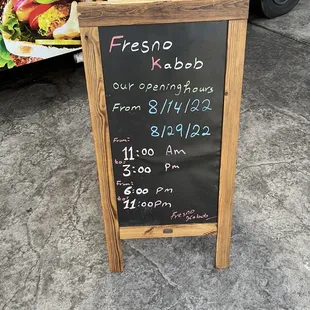 Fresno
Kabob
our opening hours
From 8/14/22
8/29/22
From:
11:00 Am
to:
3:00 pm
From:
6:00 pm
to:
11:00pm
Fresno
Kabob